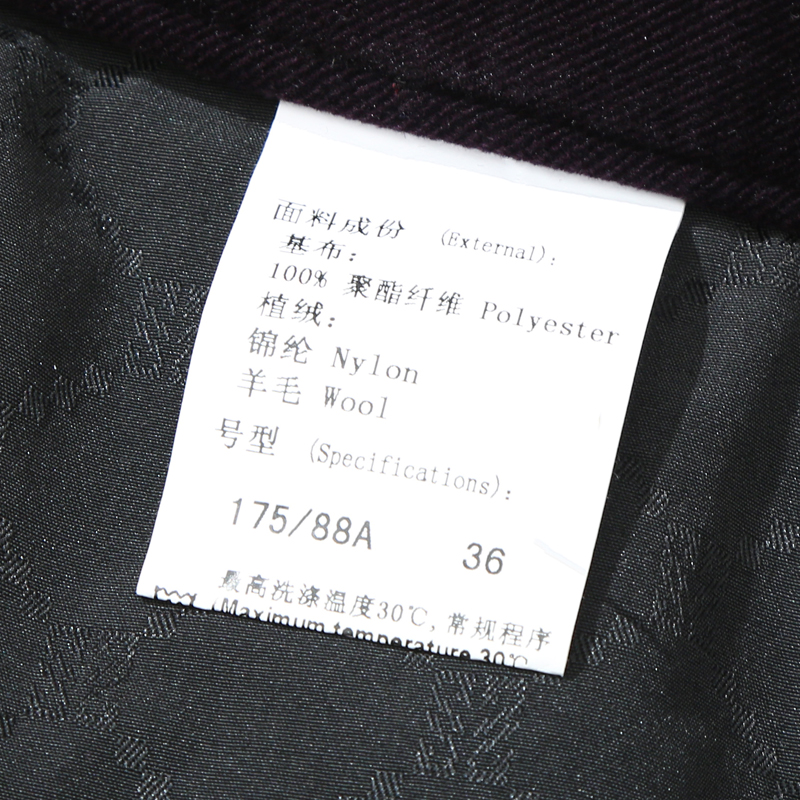 面料成份 (External):
基布:
100% 聚酯纤维 Polyester
植绒:
锦纶 Nylon
羊毛 Wool
号型 (Specifications):
175/88A 36
最高洗涤温度30℃,常规程序
(Maximum temperature 30℃